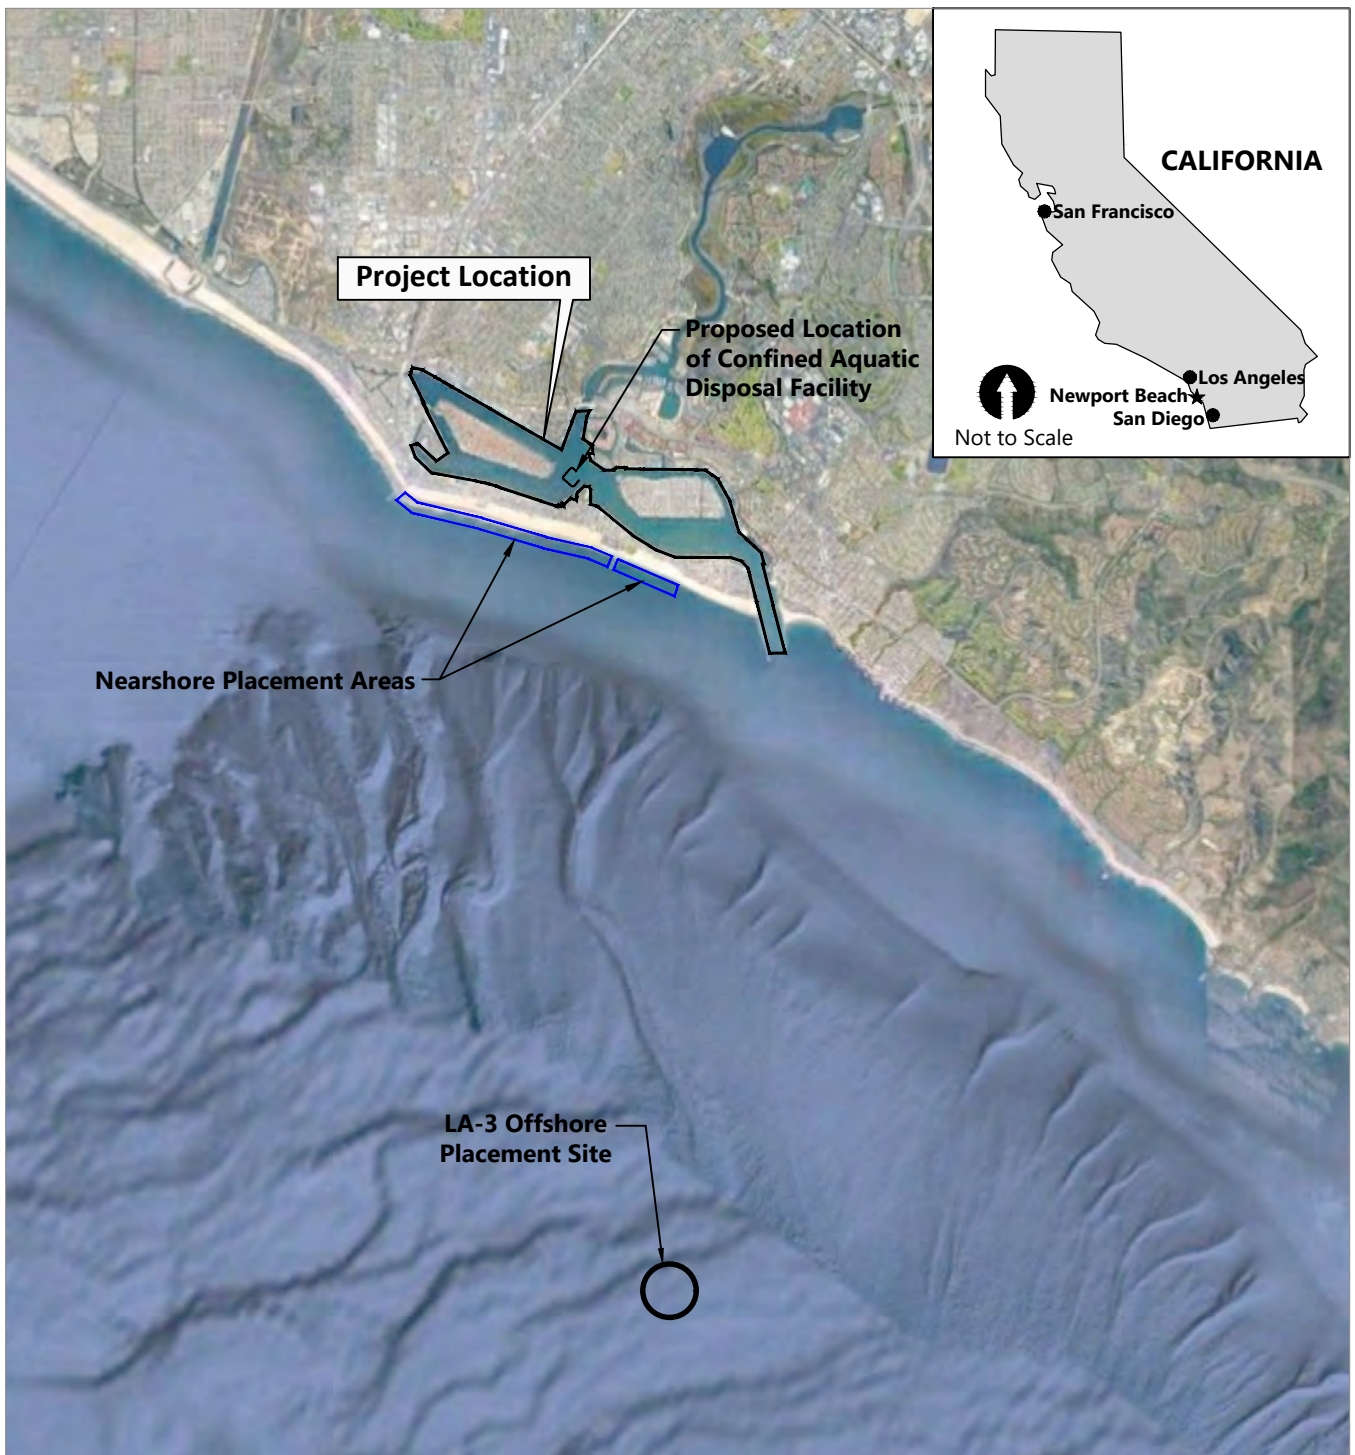 CALIFORNIA
San Francisco
Los Angeles
Newport Beach
San Diego
Not to Scale
Project Location
Proposed Location
of Confined Aquatic
Disposal Facility
Nearshore Placement Areas
LA-3 Offshore
Placement Site